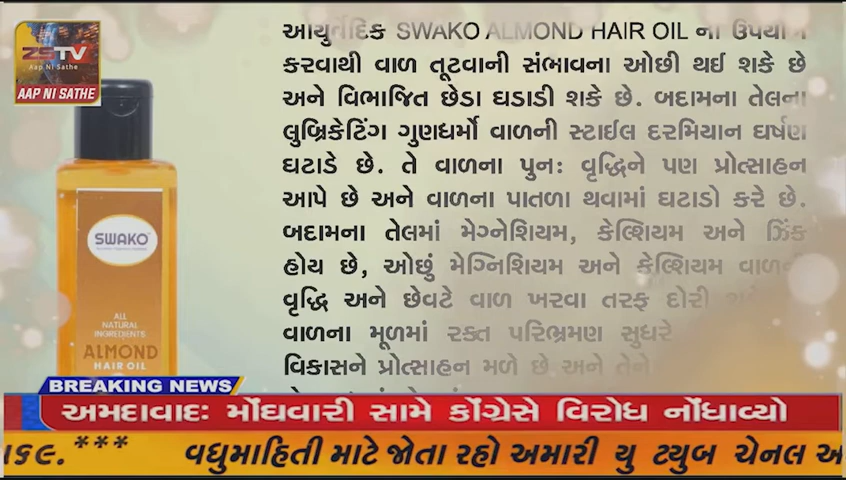 ZSTV
Aap Ni Sathe
AAP NI SATHE
આયુર્વેદિક SWAKO ALMOND HAIR OIL ના ઉપયોગ
કરવાથી વાળ તૂટવાની સંભાવના ઓછી થઈ શકે છે
અને વિભાજિત છેડા ઘડાડી શકે છે. બદામના તેલના
લુબ્રિકેટિંગ ગુણધર્મો વાળની સ્ટાઈલ દરમિયાન ઘર્ષણ
ઘટાડે છે. તે વાળના પુનઃ વૃદ્ધિને પણ પ્રોત્સાહન
આપે છે અને વાળના પાતળા થવામાં ઘટાડો કરે છે.
બદામના તેલમાં મેગ્નેશિયમ, કેલ્શિયમ અને ઝિંક
હોય છે, ઓછું મેગ્નિશિયમ અને કેલ્શિયમ વાળની
વૃદ્ધિ અને છેવટે વાળ ખરવા તરફ દોરી
વાળના મૂળમાં રક્ત પરિભ્રમણ સુધરે
વિકાસને પ્રોત્સાહન મળે છે અને તેને
SWAKO
ALL
NATURAL
INGREDIENTS
ALMOND
HAIR OIL
BREAKING NEWS
અમદાવાદઃ મોંઘવારી સામે કોંગ્રેસે વિરોધ નોંધાવ્યો
૫૬૯.*** વધુમાહિતી માટે જોતા રહો અમારી યુ ટ્યુબ ચેનલ